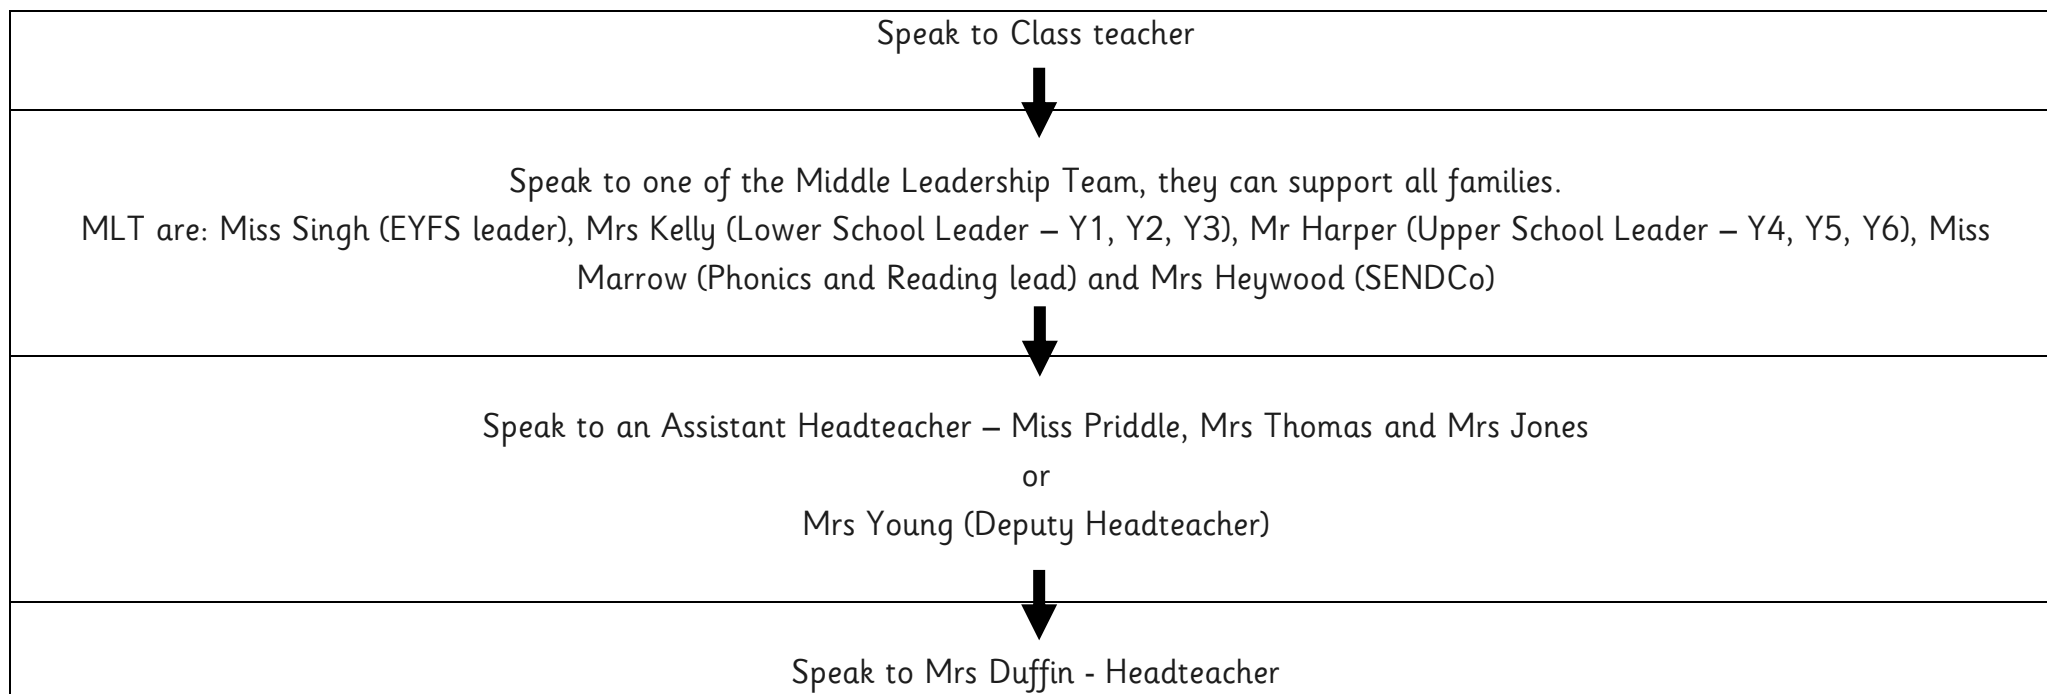 Speak to Class teacher
Speak to one of the Middle Leadership Team, they can support all families.
MLT are: Miss Singh (EYFS leader), Mrs Kelly (Lower School Leader – Y1, Y2, Y3), Mr Harper (Upper School Leader – Y4, Y5, Y6), Miss
Marrow (Phonics and Reading lead) and Mrs Heywood (SENDCo)
Speak to an Assistant Headteacher – Miss Priddle, Mrs Thomas and Mrs Jones
or
Mrs Young (Deputy Headteacher)
Speak to Mrs Duffin - Headteacher